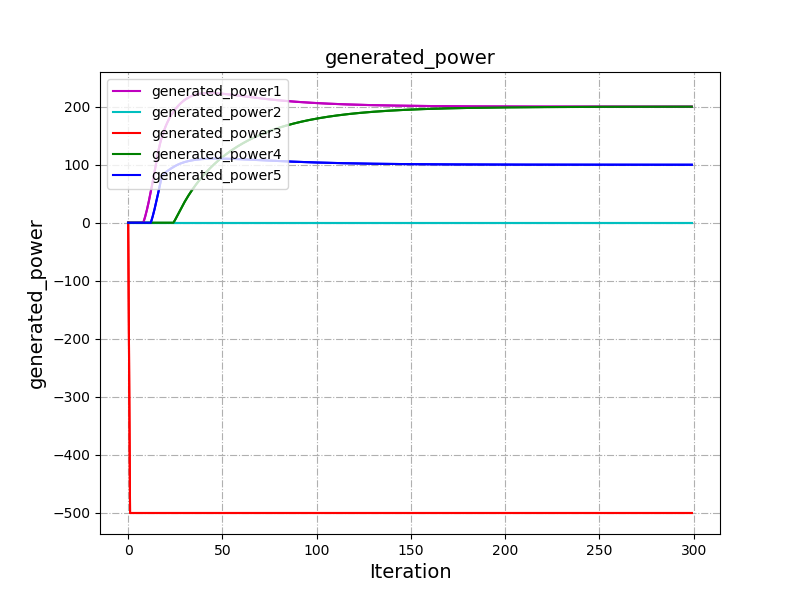 generated_power
generated_power1
generated_power2
generated_power3
generated_power4
generated_power5
200
100
0
−100
−200
−300
−400
−500
generated_power
0 50 100 150 200 250 300
Iteration